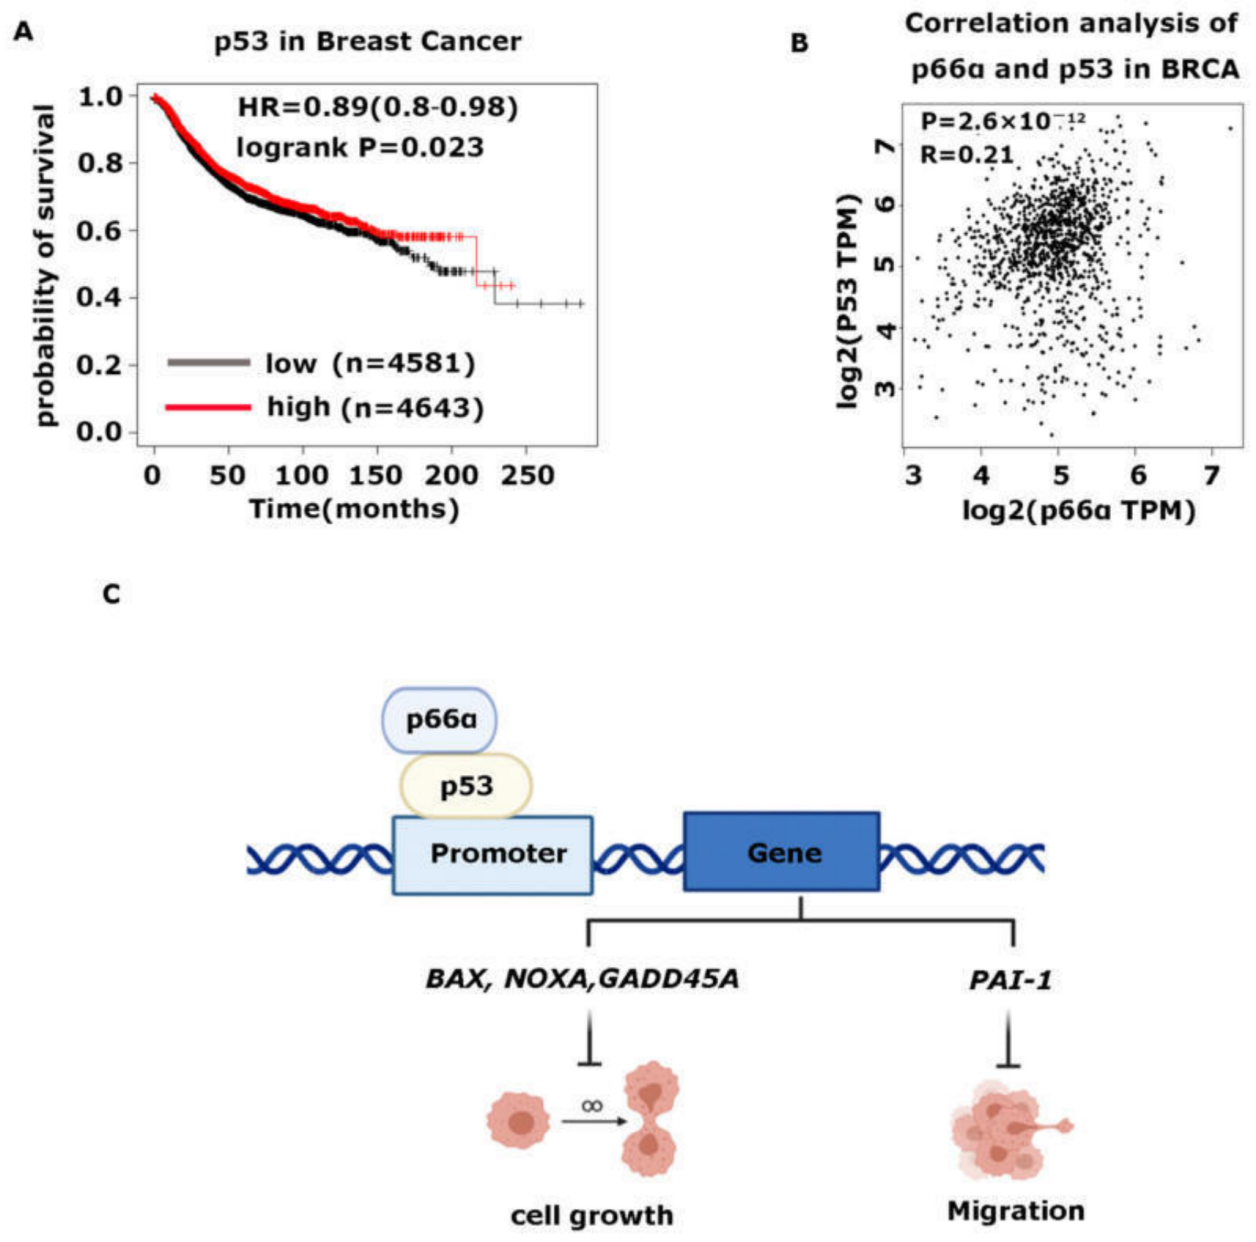 A
p53 in Breast Cancer
HR=0.89(0.8-0.98)
logrank P=0.023
probability of survival
1.0
0.8
0.6
0.4
0.2
0.0
low (n=4581)
high (n=4643)
0 50 100 150 200 250
Time(months)
B
Correlation analysis of
p66α and p53 in BRCA
P=2.6×10⁻¹²
R=0.21
log2(P53 TPM)
7
6
5
4
3
3 4 5 6 7
log2(p66α TPM)
C
p66α
p53
Promoter
Gene
BAX, NOXA,GADD45A
PAI-1
∞
cell growth
Migration